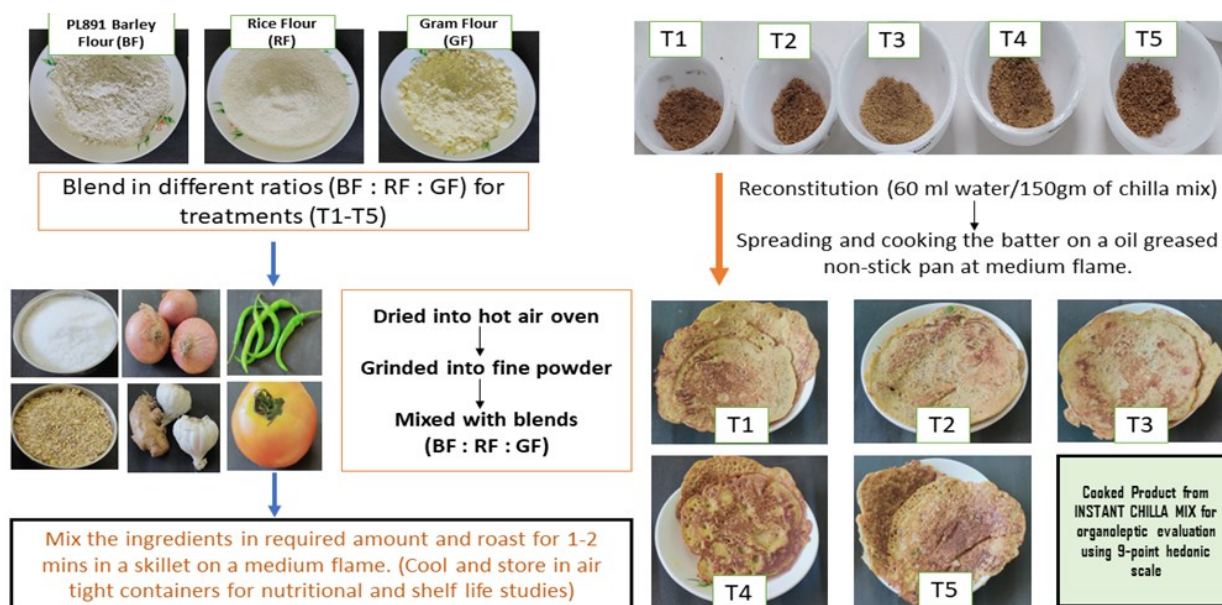 PL891 Barley
Flour (BF)
Rice Flour
(RF)
Gram Flour
(GF)
Blend in different ratios (BF : RF : GF) for
treatments (T1-T5)
Dried into hot air oven
Grinded into fine powder
Mixed with blends
(BF : RF : GF)
Mix the ingredients in required amount and roast for 1-2
mins in a skillet on a medium flame. (Cool and store in air
tight containers for nutritional and shelf life studies)
T1
T2
T3
T4
T5
Reconstitution (60 ml water/150gm of chilla mix)
Spreading and cooking the batter on a oil greased
non-stick pan at medium flame.
T1
T2
T3
T4
T5
Cooked Product from
INSTANT CHILLA MIX for
organoleptic evaluation
using 9-point hedonic
scale